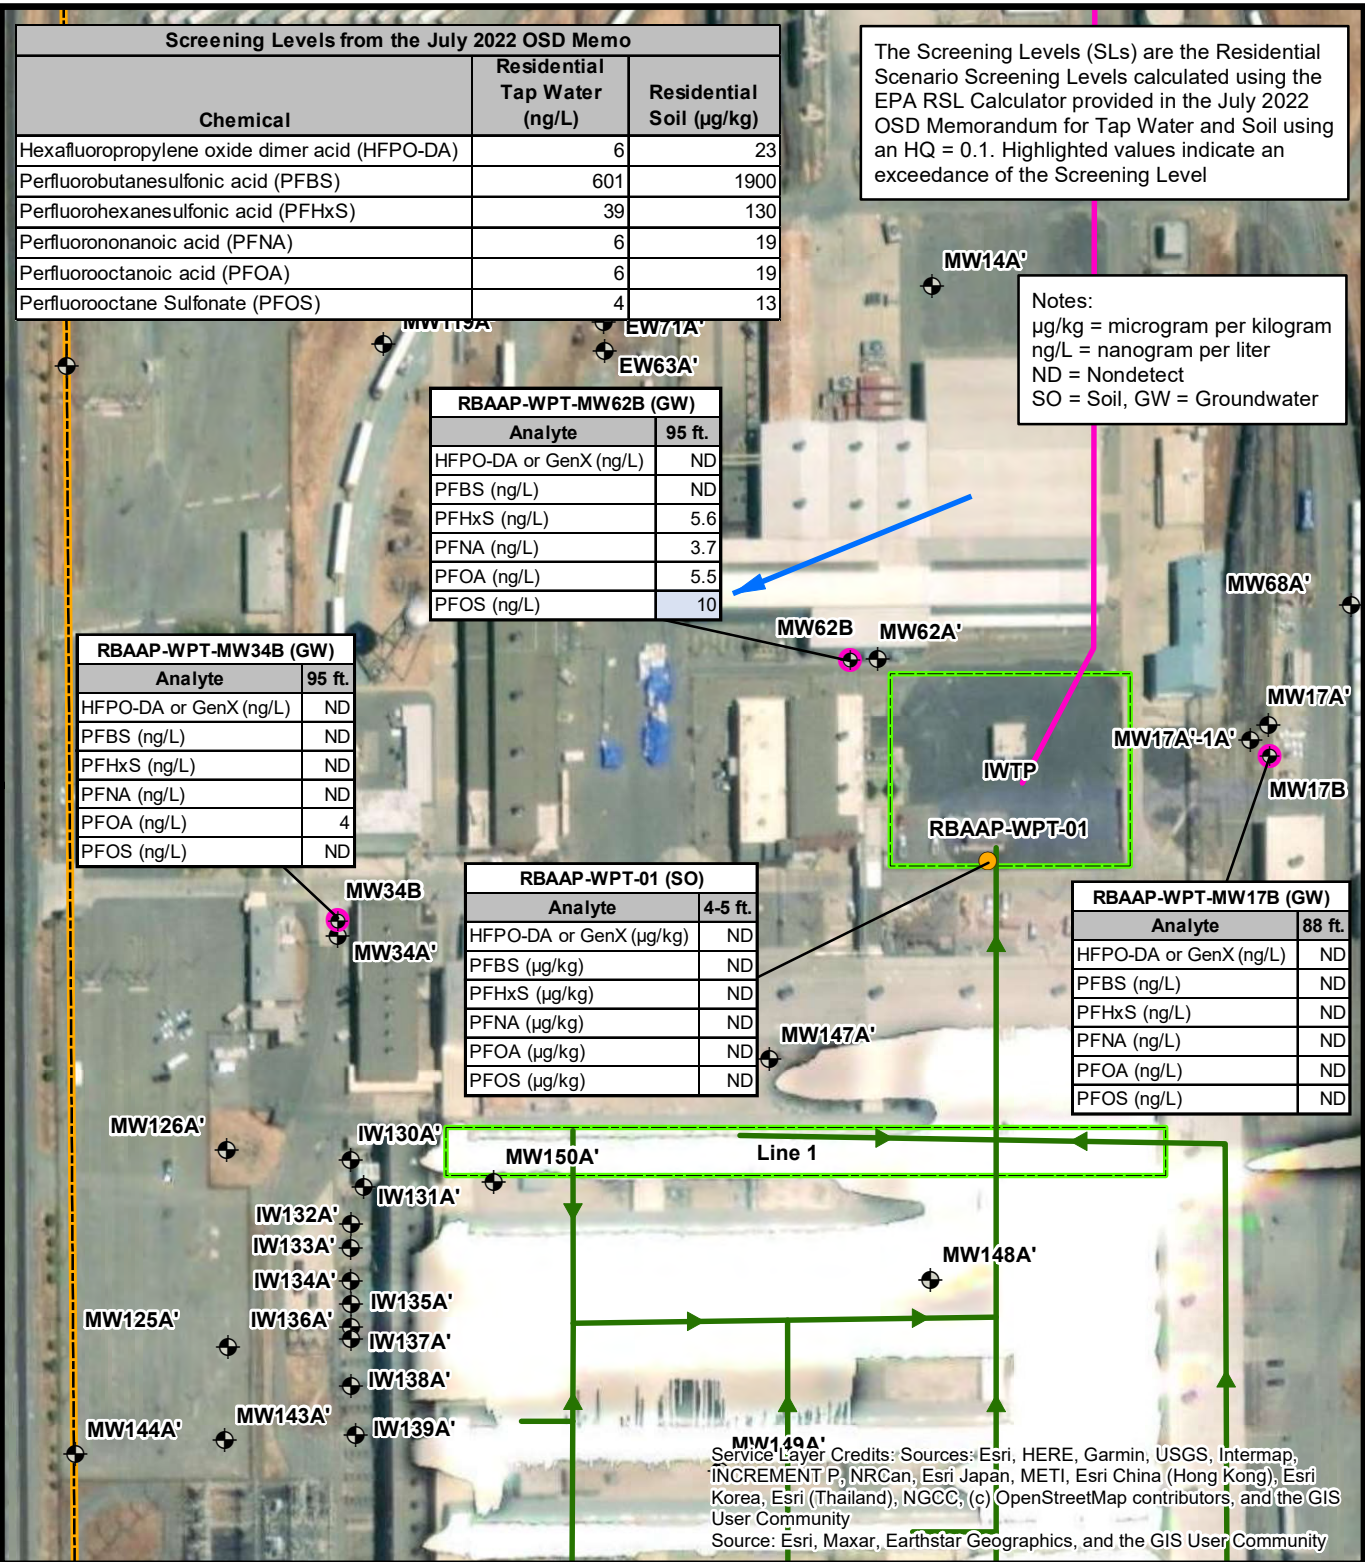 Screening Levels from the July 2022 OSD Memo
Chemical Residential Tap Water (ng/L) Residential Soil (µg/kg)
Hexafluoropropylene oxide dimer acid (HFPO-DA) 6 23
Perfluorobutanesulfonic acid (PFBS) 601 1900
Perfluorohexanesulfonic acid (PFHxS) 39 130
Perfluorononanoic acid (PFNA) 6 19
Perfluorooctanoic acid (PFOA) 6 19
Perfluorooctane Sulfonate (PFOS) 4 13
The Screening Levels (SLs) are the Residential
Scenario Screening Levels calculated using the
EPA RSL Calculator provided in the July 2022
OSD Memorandum for Tap Water and Soil using
an HQ = 0.1. Highlighted values indicate an
exceedance of the Screening Level
MW14A'
Notes:
µg/kg = microgram per kilogram
ng/L = nanogram per liter
ND = Nondetect
SO = Soil, GW = Groundwater
MW119A'
EW71A'
EW63A'
RBAAP-WPT-MW62B (GW)
Analyte 95 ft.
HFPO-DA or GenX (ng/L) ND
PFBS (ng/L) ND
PFHxS (ng/L) 5.6
PFNA (ng/L) 3.7
PFOA (ng/L) 5.5
PFOS (ng/L) 10
MW68A'
MW62B
MW62A'
RBAAP-WPT-MW34B (GW)
Analyte 95 ft.
HFPO-DA or GenX (ng/L) ND
PFBS (ng/L) ND
PFHxS (ng/L) ND
PFNA (ng/L) ND
PFOA (ng/L) 4
PFOS (ng/L) ND
MW17A'
MW17A'-1A'
MW17B
IWTP
RBAAP-WPT-01
MW34B
MW34A'
RBAAP-WPT-01 (SO)
Analyte 4-5 ft.
HFPO-DA or GenX (µg/kg) ND
PFBS (µg/kg) ND
PFHxS (µg/kg) ND
PFNA (µg/kg) ND
PFOA (µg/kg) ND
PFOS (µg/kg) ND
RBAAP-WPT-MW17B (GW)
Analyte 88 ft.
HFPO-DA or GenX (ng/L) ND
PFBS (ng/L) ND
PFHxS (ng/L) ND
PFNA (ng/L) ND
PFOA (ng/L) ND
PFOS (ng/L) ND
MW147A'
MW126A'
IW130A'
MW150A'
Line 1
IW131A'
IW132A'
IW133A'
MW148A'
IW134A'
IW135A'
MW125A'
IW136A'
IW137A'
IW138A'
MW143A'
MW144A'
IW139A'
MW149A'
Service Layer Credits: Sources: Esri, HERE, Garmin, USGS, Intermap,
INCREMENT P, NRCan, Esri Japan, METI, Esri China (Hong Kong), Esri
Korea, Esri (Thailand), NGCC, (c) OpenStreetMap contributors, and the GIS
User Community
Source: Esri, Maxar, Earthstar Geographics, and the GIS User Community